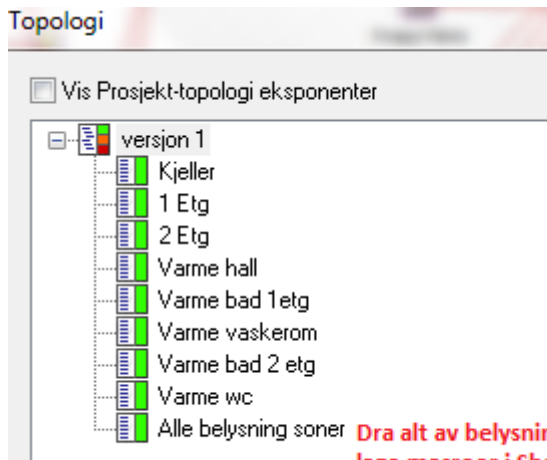 Topologi
Vis Prosjekt-topologi eksponenter
versjon 1
Kjeller
1 Etg
2 Etg
Varme hall
Varme bad 1etg
Varme vaskerom
Varme bad 2 etg
Varme wc
Alle belysning soner Dra alt av